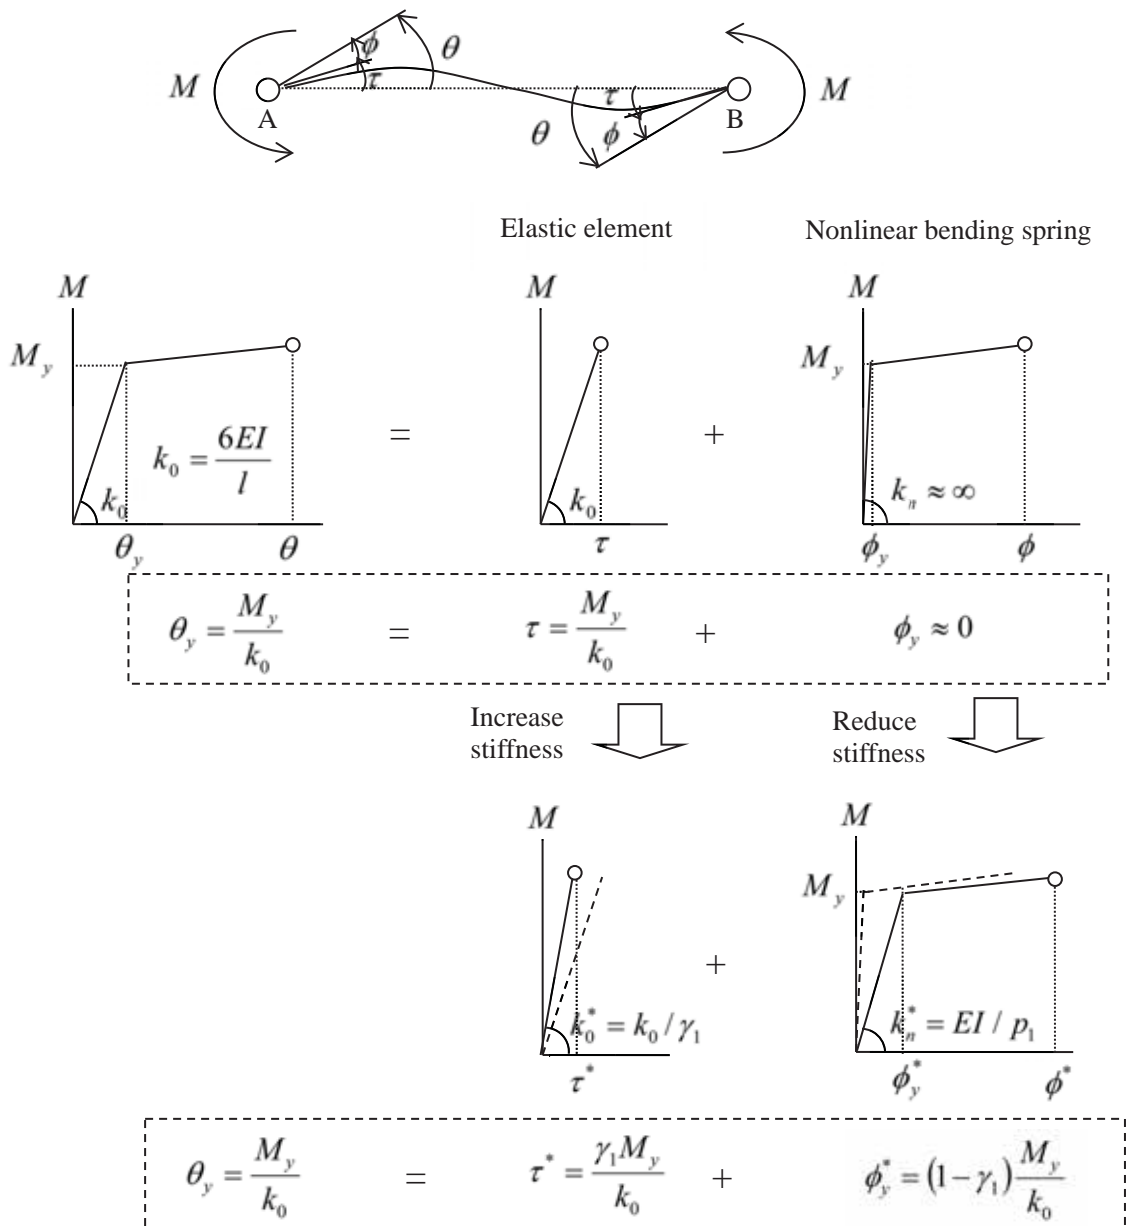 ϕ θ
M τ M
A B
τ
θ ϕ
Elastic element Nonlinear bending spring
M M M
M_y M_y
k_0 = 6EI / l
= +
k_0 k_0 k_n ≈ ∞
θ_y θ τ ϕ_y ϕ
θ_y = M_y / k_0 = τ = M_y / k_0 + ϕ_y ≈ 0
Increase stiffness
Reduce stiffness
M M
M_y
+
k_0^* = k_0 / γ_1 k_n^* = EI / p_1
τ^* ϕ_y^* ϕ^*
θ_y = M_y / k_0 = τ^* = γ_1 M_y / k_0 + ϕ_y^* = (1 − γ_1) M_y / k_0